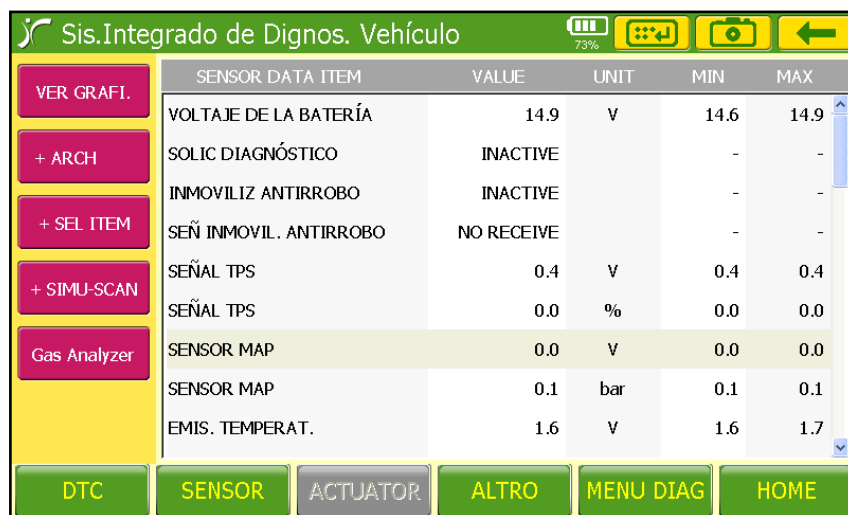 Sis.Integrado de Dignos. Vehículo
73%
VER GRAFI.
+ ARCH
+ SEL ITEM
+ SIMU-SCAN
Gas Analyzer
SENSOR DATA ITEM VALUE UNIT MIN MAX
VOLTAJE DE LA BATERÍA 14.9 V 14.6 14.9
SOLIC DIAGNÓSTICO INACTIVE - -
INMOVILIZ ANTIRROBO INACTIVE - -
SEÑ INMOVIL. ANTIRROBO NO RECEIVE - -
SEÑAL TPS 0.4 V 0.4 0.4
SEÑAL TPS 0.0 % 0.0 0.0
SENSOR MAP 0.0 V 0.0 0.0
SENSOR MAP 0.1 bar 0.1 0.1
EMIS. TEMPERAT. 1.6 V 1.6 1.7
DTC SENSOR ACTUATOR ALTRO MENU DIAG HOME